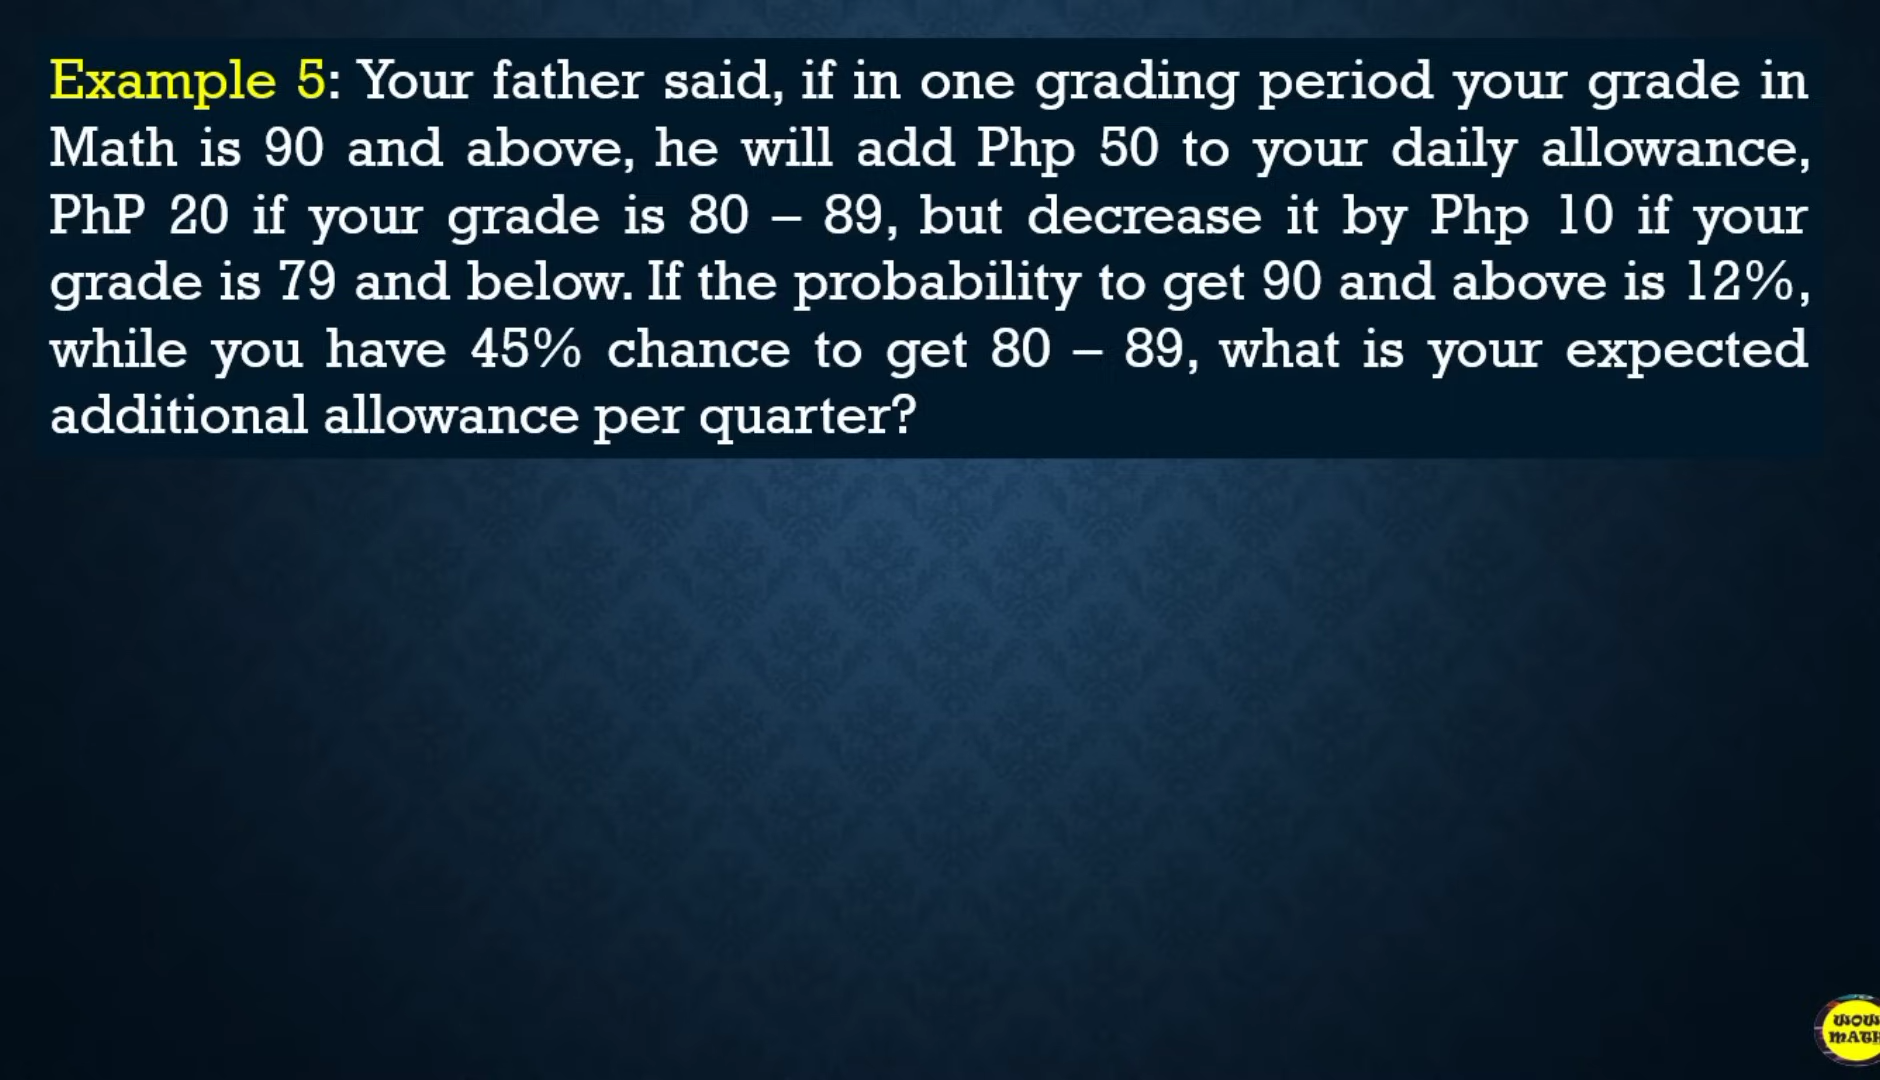 Example 5: Your father said, if in one grading period your grade in
Math is 90 and above, he will add Php 50 to your daily allowance,
PhP 20 if your grade is 80 – 89, but decrease it by Php 10 if your
grade is 79 and below. If the probability to get 90 and above is 12%,
while you have 45% chance to get 80 – 89, what is your expected
additional allowance per quarter?
WOW
MATH